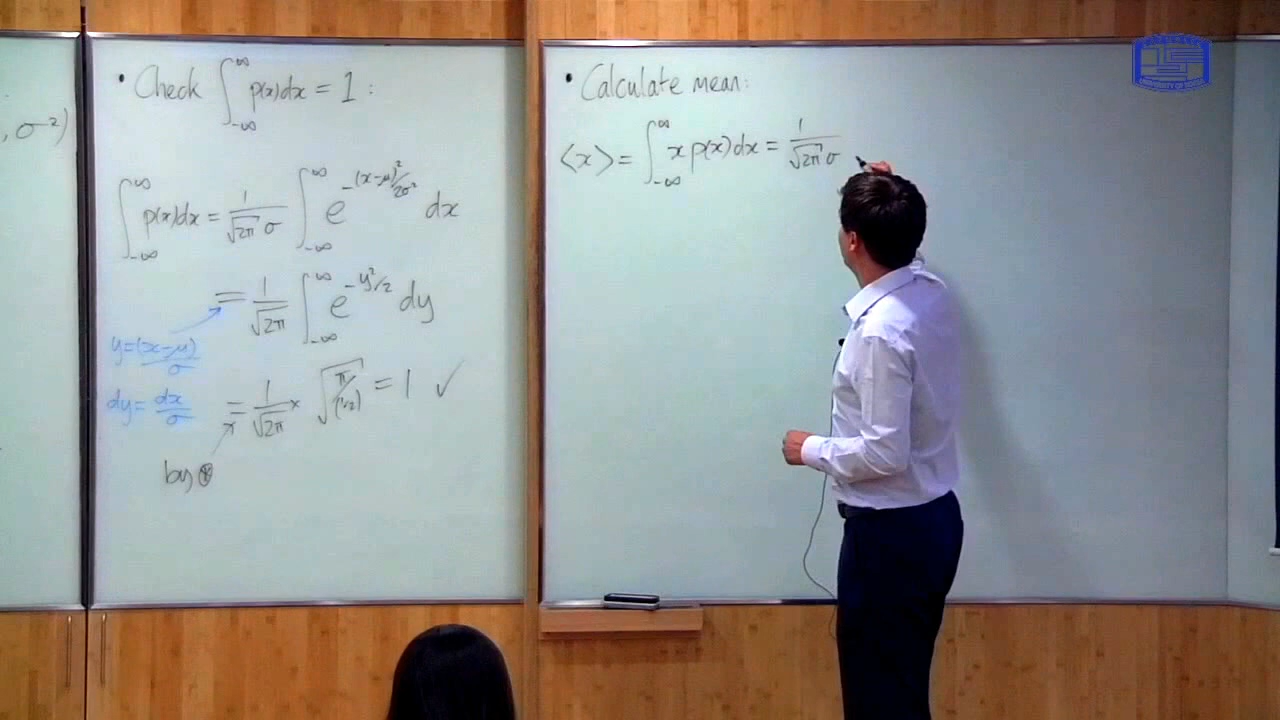 , σ²)
• Check ∫_{-∞}^{∞} p(x)dx = 1 :
∫_{-∞}^{∞} p(x)dx = 1/(√2π σ) ∫_{-∞}^{∞} e^{-(x-μ)²/2σ²} dx
= 1/√2π ∫_{-∞}^{∞} e^{-y²/2} dy
y = (x-μ)/σ
dy = dx/σ
= 1/√2π × √(π/(1/2)) = 1 ✓
by ⊛
• Calculate mean:
⟨x⟩ = ∫_{-∞}^{∞} x p(x) dx = 1/(√2π σ)